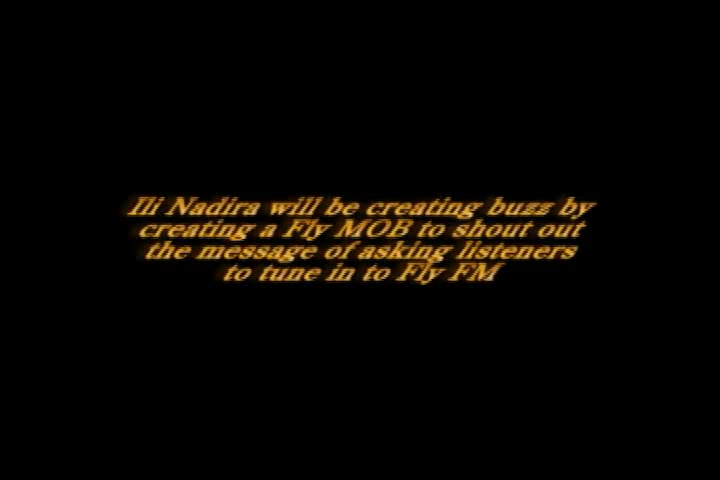 Ili Nadira will be creating buzz by
creating a Fly MOB to shout out
the message of asking listeners
to tune in to Fly FM